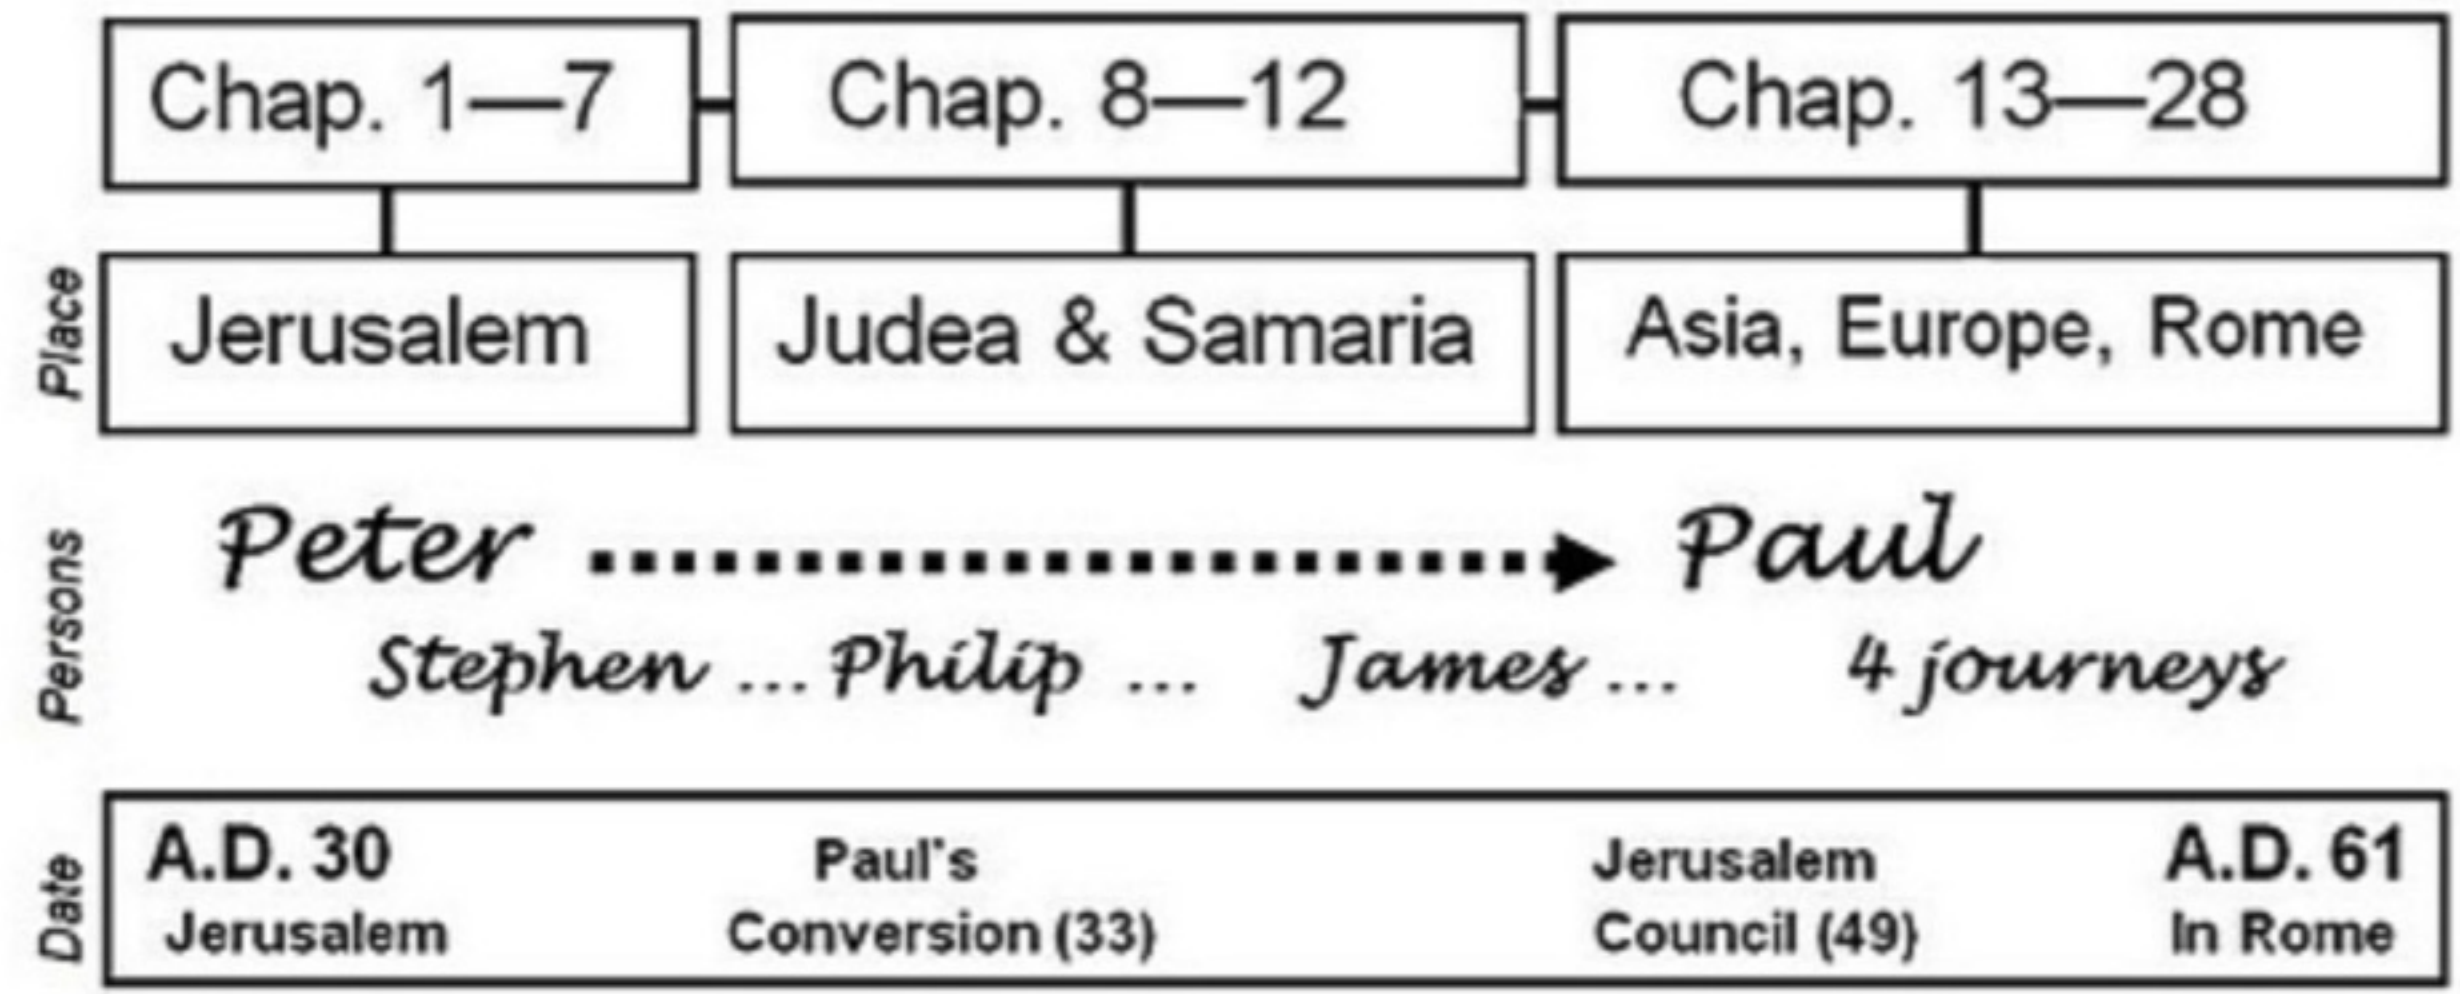 Chap. 1—7
Chap. 8—12
Chap. 13—28
Place
Jerusalem
Judea & Samaria
Asia, Europe, Rome
Persons
Peter
Paul
Stephen ... Philip ... James ... 4 journeys
Date
A.D. 30
Jerusalem
Paul's
Conversion (33)
Jerusalem
Council (49)
A.D. 61
In Rome